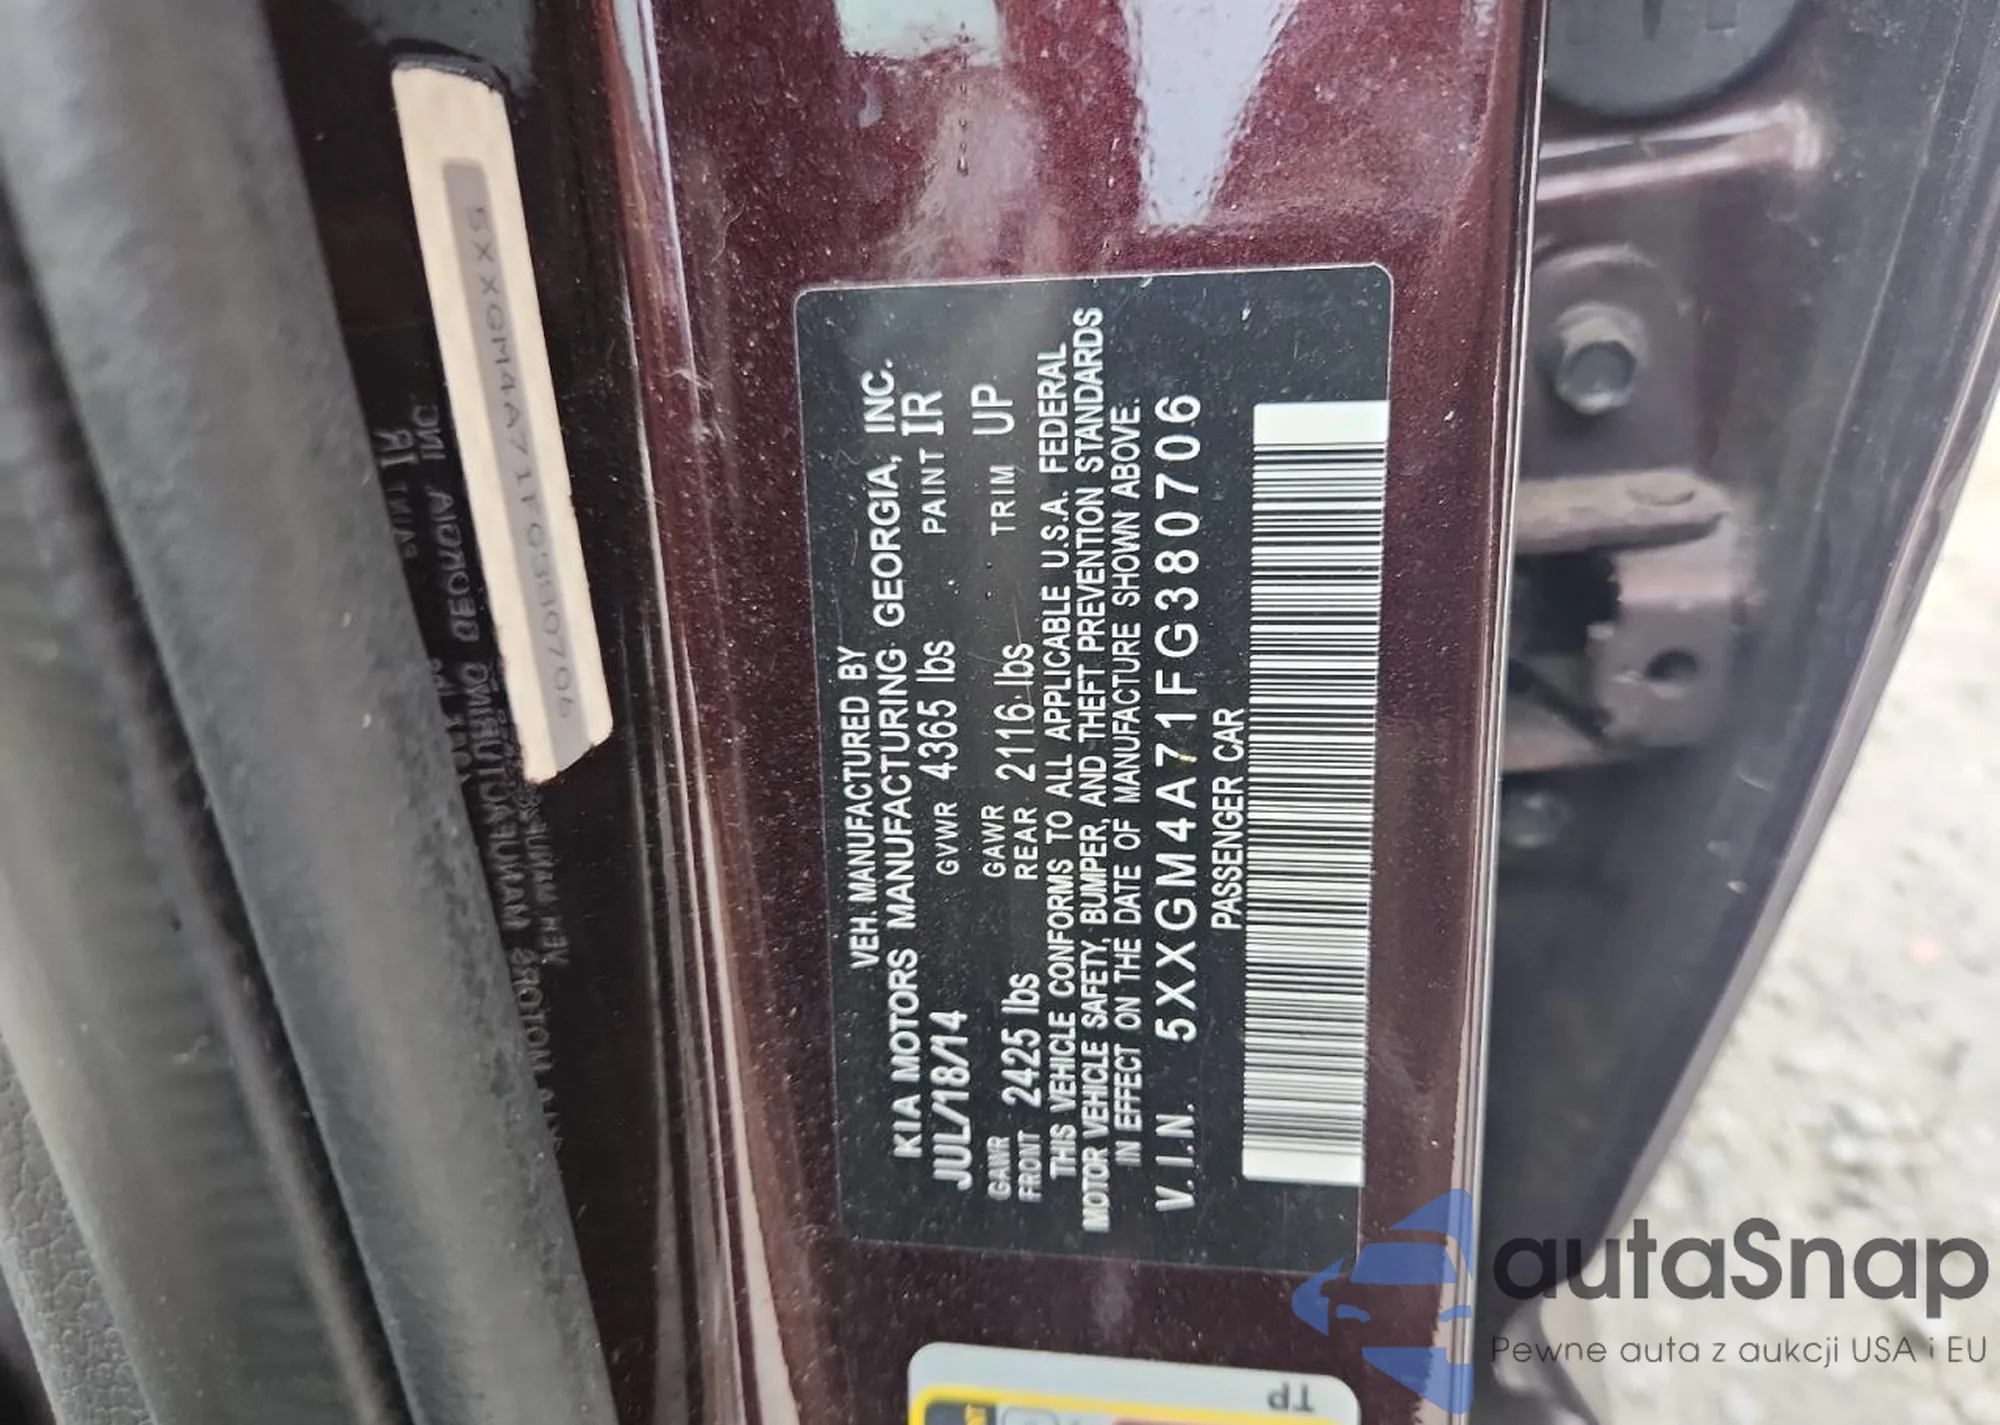 VEH. MANUFACTURED BY
KIA MOTORS MANUFACTURING GEORGIA, INC.
JUL/18/14 GVWR 4365 lbs PAINT IR
GAWR FRONT 2425 lbs GAWR REAR 2116 lbs TRIM UP
THIS VEHICLE CONFORMS TO ALL APPLICABLE U.S.A. FEDERAL
MOTOR VEHICLE SAFETY, BUMPER, AND THEFT PREVENTION STANDARDS
IN EFFECT ON THE DATE OF MANUFACTURE SHOWN ABOVE.
V.I.N. 5XXGM4A71FG380706
PASSENGER CAR
5XXGM4A71FG380706
TP
autaSnap
Pewne auta z aukcji USA i EU